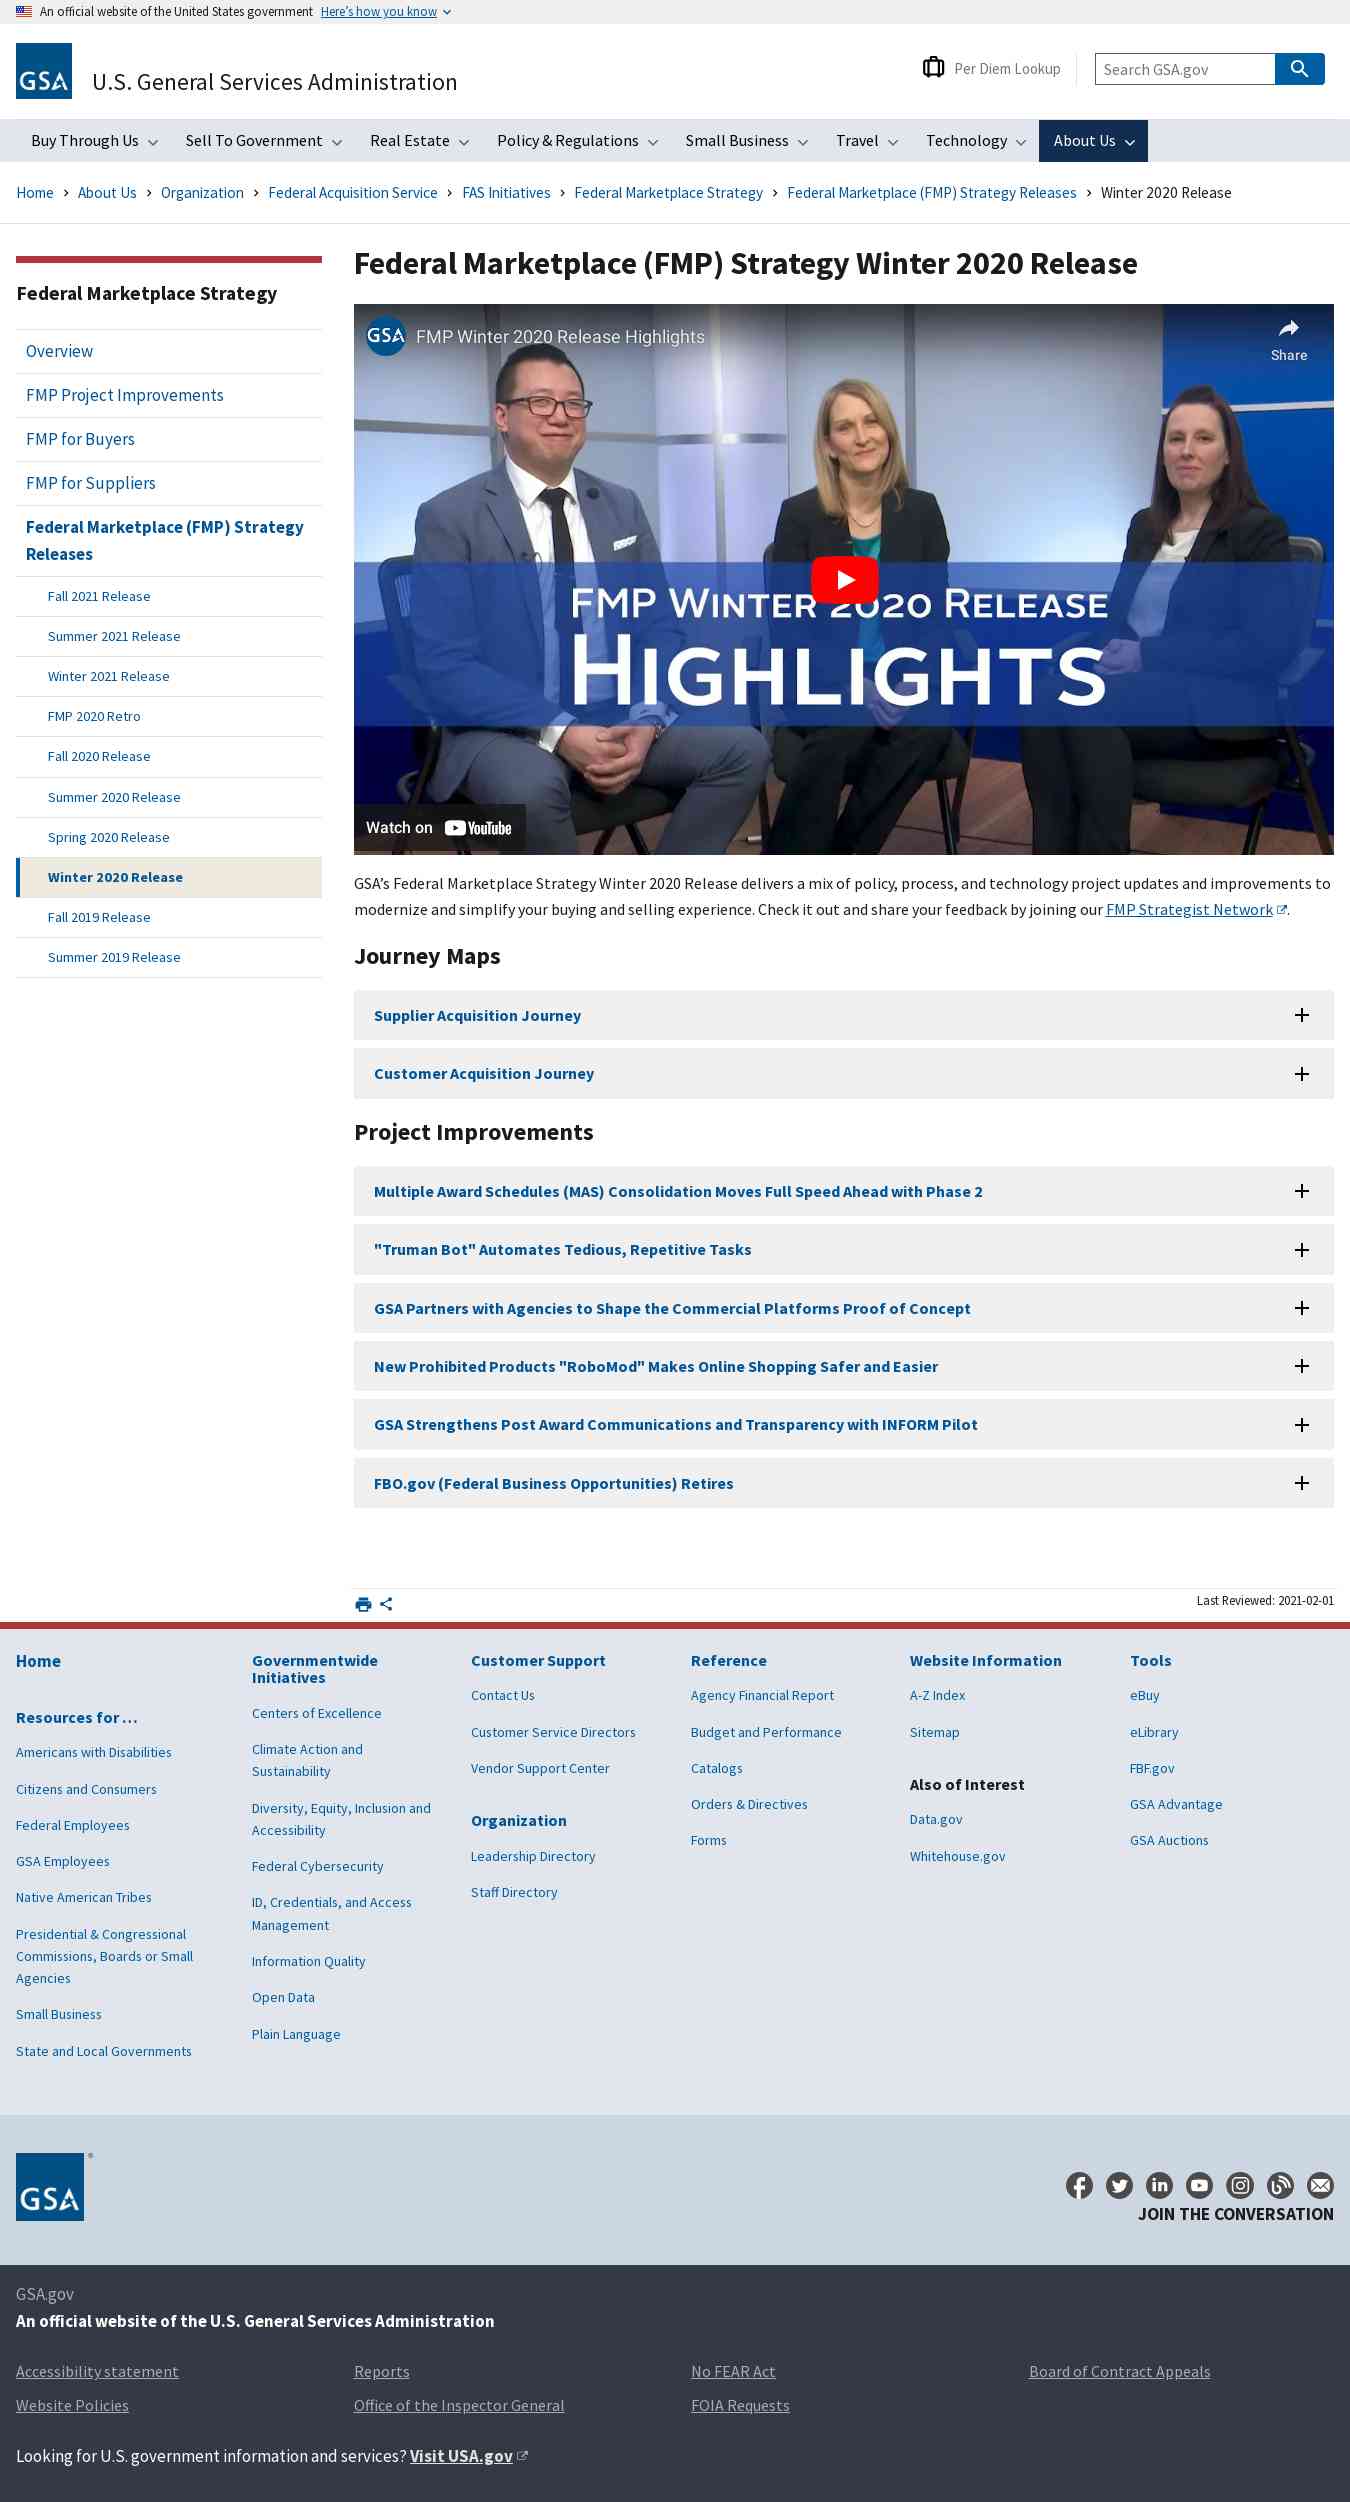 An official website of the United States government Here's how you know
GSA
U.S. General Services Administration
Per Diem Lookup
Search GSA.gov
Buy Through Us
Sell To Government
Real Estate
Policy & Regulations
Small Business
Travel
Technology
About Us
Home › About Us › Organization › Federal Acquisition Service › FAS Initiatives › Federal Marketplace Strategy › Federal Marketplace (FMP) Strategy Releases › Winter 2020 Release
Federal Marketplace Strategy
Overview
FMP Project Improvements
FMP for Buyers
FMP for Suppliers
Federal Marketplace (FMP) Strategy
Releases
Fall 2021 Release
Summer 2021 Release
Winter 2021 Release
FMP 2020 Retro
Fall 2020 Release
Summer 2020 Release
Spring 2020 Release
Winter 2020 Release
Fall 2019 Release
Summer 2019 Release
Federal Marketplace (FMP) Strategy Winter 2020 Release
GSA
FMP Winter 2020 Release Highlights
Share
FMP WINTER 2020 RELEASE
HIGHLIGHTS
Watch on YouTube
GSA’s Federal Marketplace Strategy Winter 2020 Release delivers a mix of policy, process, and technology project updates and improvements to
modernize and simplify your buying and selling experience. Check it out and share your feedback by joining our FMP Strategist Network.
Journey Maps
Supplier Acquisition Journey
Customer Acquisition Journey
Project Improvements
Multiple Award Schedules (MAS) Consolidation Moves Full Speed Ahead with Phase 2
"Truman Bot" Automates Tedious, Repetitive Tasks
GSA Partners with Agencies to Shape the Commercial Platforms Proof of Concept
New Prohibited Products "RoboMod" Makes Online Shopping Safer and Easier
GSA Strengthens Post Award Communications and Transparency with INFORM Pilot
FBO.gov (Federal Business Opportunities) Retires
Last Reviewed: 2021-02-01
Home
Resources for …
Americans with Disabilities
Citizens and Consumers
Federal Employees
GSA Employees
Native American Tribes
Presidential & Congressional
Commissions, Boards or Small
Agencies
Small Business
State and Local Governments
Governmentwide
Initiatives
Centers of Excellence
Climate Action and
Sustainability
Diversity, Equity, Inclusion and
Accessibility
Federal Cybersecurity
ID, Credentials, and Access
Management
Information Quality
Open Data
Plain Language
Customer Support
Contact Us
Customer Service Directors
Vendor Support Center
Organization
Leadership Directory
Staff Directory
Reference
Agency Financial Report
Budget and Performance
Catalogs
Orders & Directives
Forms
Website Information
A-Z Index
Sitemap
Also of Interest
Data.gov
Whitehouse.gov
Tools
eBuy
eLibrary
FBF.gov
GSA Advantage
GSA Auctions
GSA
JOIN THE CONVERSATION
GSA.gov
An official website of the U.S. General Services Administration
Accessibility statement
Reports
No FEAR Act
Board of Contract Appeals
Website Policies
Office of the Inspector General
FOIA Requests
Looking for U.S. government information and services? Visit USA.gov